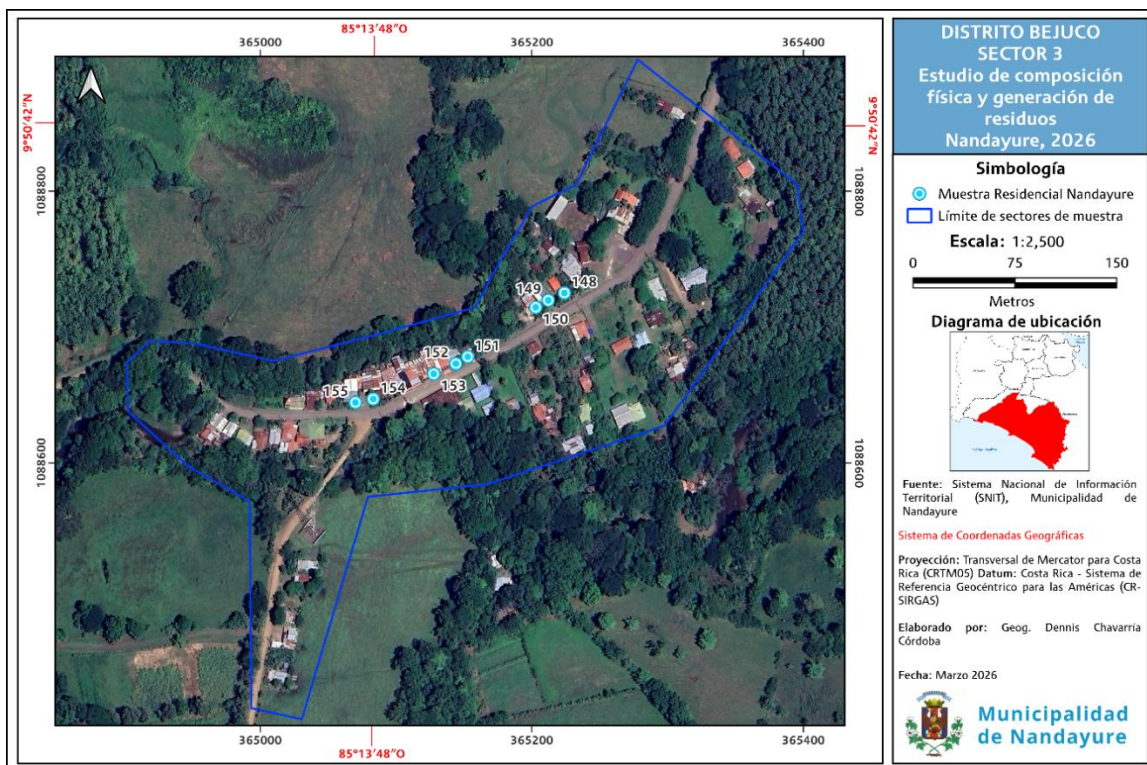 85°13'48"O
365000
365200
365400
9°50'42"N
9°50'42"N
1088800
1088800
148
149
150
151
152
153
154
155
1088600
1088600
365000
365200
365400
85°13'48"O
DISTRITO BEJUCO
SECTOR 3
Estudio de composición
física y generación de
residuos
Nandayure, 2026
Simbología
Muestra Residencial Nandayure
Límite de sectores de muestra
Escala: 1:2,500
0 75 150
Metros
Diagrama de ubicación
Fuente: Sistema Nacional de Información
Territorial (SNIT), Municipalidad de
Nandayure
Sistema de Coordenadas Geográficas
Proyección: Transversal de Mercator para Costa
Rica (CRTM05) Datum: Costa Rica - Sistema de
Referencia Geocéntrico para las Américas (CR-
SIRGAS)
Elaborado por: Geog. Dennis Chavarría
Córdoba
Fecha: Marzo 2026
Municipalidad
de Nandayure